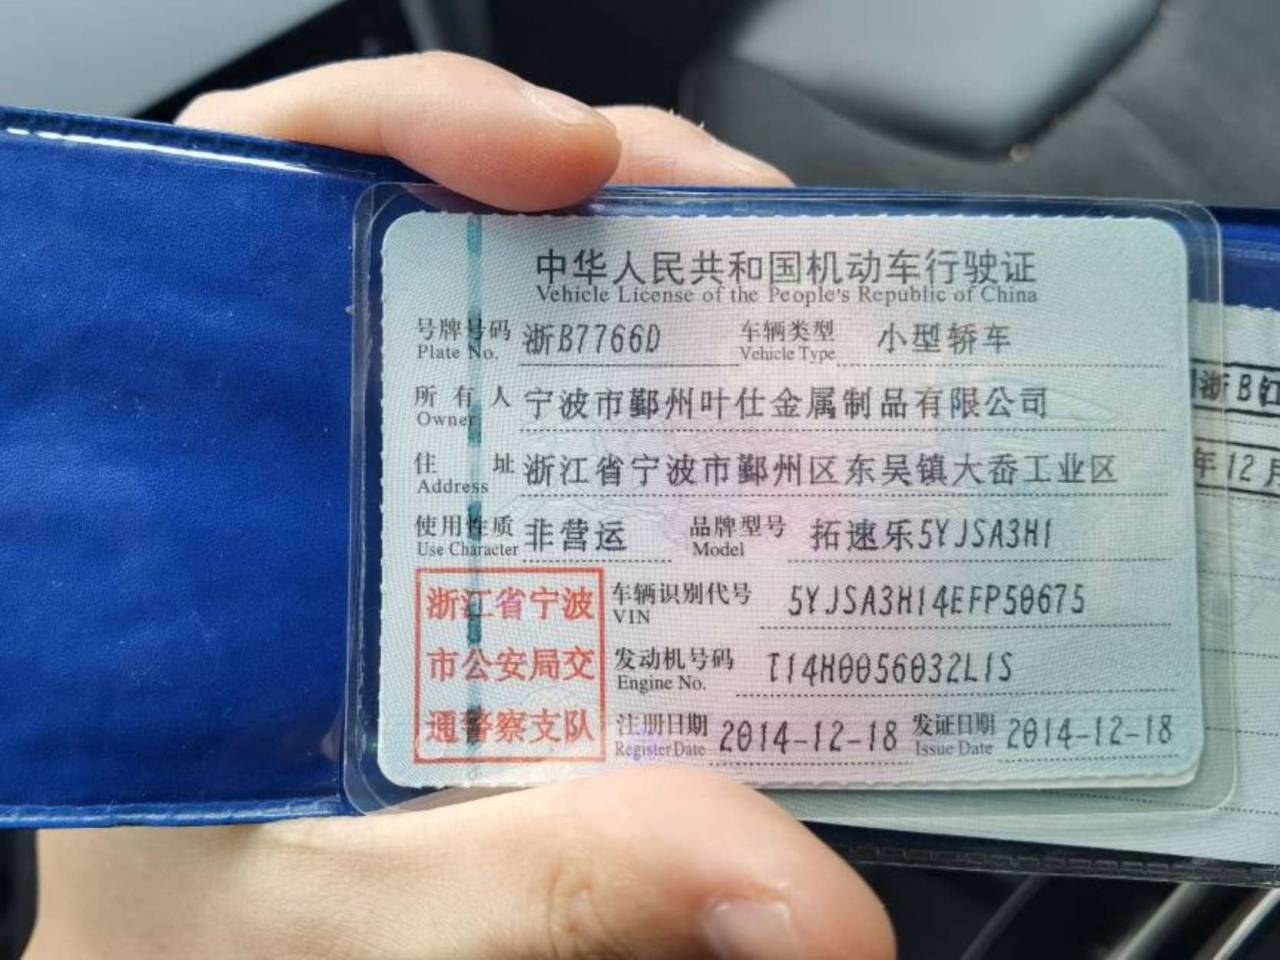 中华人民共和国机动车行驶证
Vehicle License of the People's Republic of China
号牌号码 浙B7766D 车辆类型 小型轿车
Plate No. Vehicle Type
所有人 宁波市鄞州叶仕金属制品有限公司
Owner
住址 浙江省宁波市鄞州区东吴镇大岙工业区
Address
使用性质 非营运 品牌型号 拓速乐5YJSA3H1
Use Character Model
浙江省宁波
市公安局交
通警察支队
车辆识别代号 5YJSA3H14EFP50675
VIN
发动机号码 T14H0056032L1S
Engine No.
注册日期 2014-12-18 发证日期 2014-12-18
Register Date Issue Date
浙B
年12月